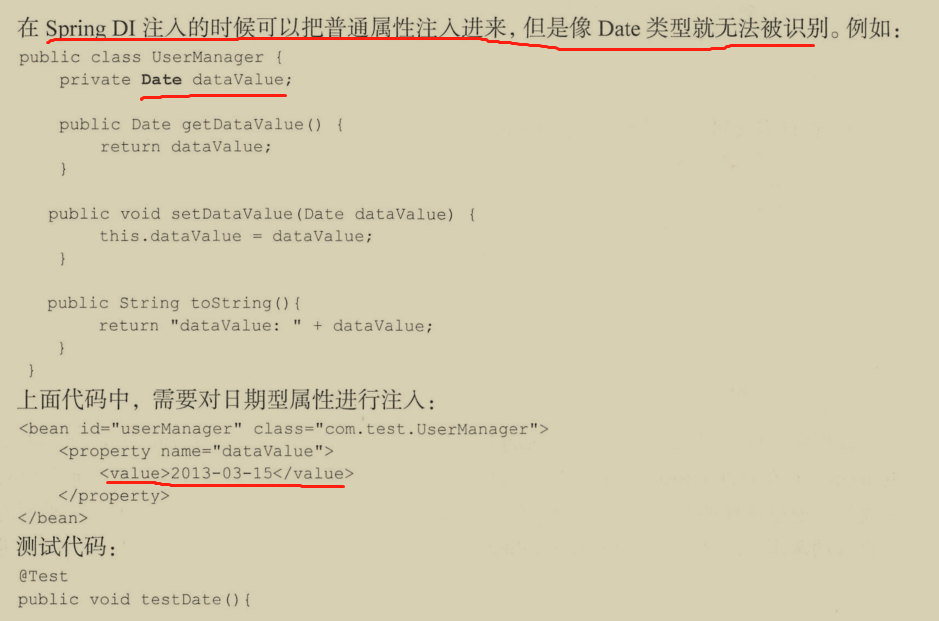 在 Spring DI 注入的时候可以把普通属性注入进来，但是像 Date 类型就无法被识别。例如：
public class UserManager {
    private Date dataValue;
    public Date getDataValue() {
        return dataValue;
    }
    public void setDataValue(Date dataValue) {
        this.dataValue = dataValue;
    }
    public String toString(){
        return "dataValue: " + dataValue;
    }
}
上面代码中，需要对日期型属性进行注入：
<bean id="userManager" class="com.test.UserManager">
    <property name="dataValue">
        <value>2013-03-15</value>
    </property>
</bean>
测试代码：
@Test
public void testDate(){